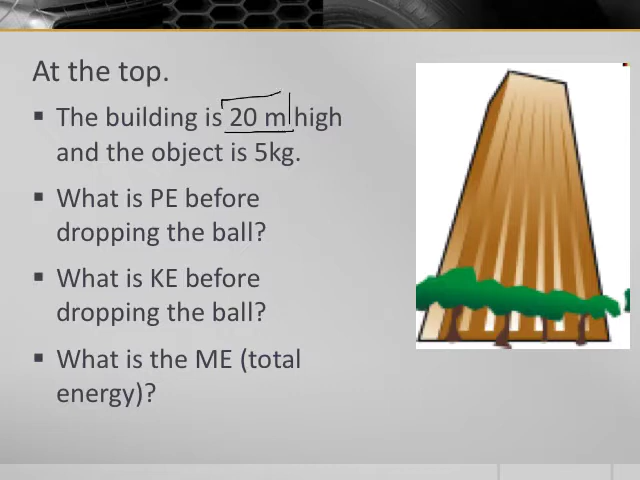 At the top.
▪ The building is 20 m high
and the object is 5kg.
▪ What is PE before
dropping the ball?
▪ What is KE before
dropping the ball?
▪ What is the ME (total
energy)?